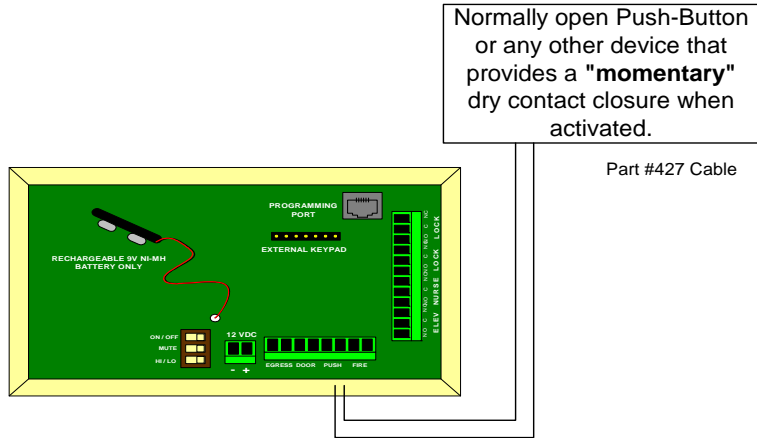 Normally open Push-Button
or any other device that
provides a "momentary"
dry contact closure when
activated.
Part #427 Cable
PROGRAMMING
PORT
EXTERNAL KEYPAD
RECHARGEABLE 9V NI-MH
BATTERY ONLY
ON / OFF
MUTE
HI / LO
12 VDC
- +
EGRESS DOOR PUSH FIRE
ELEV NURSE LOCK LOCK